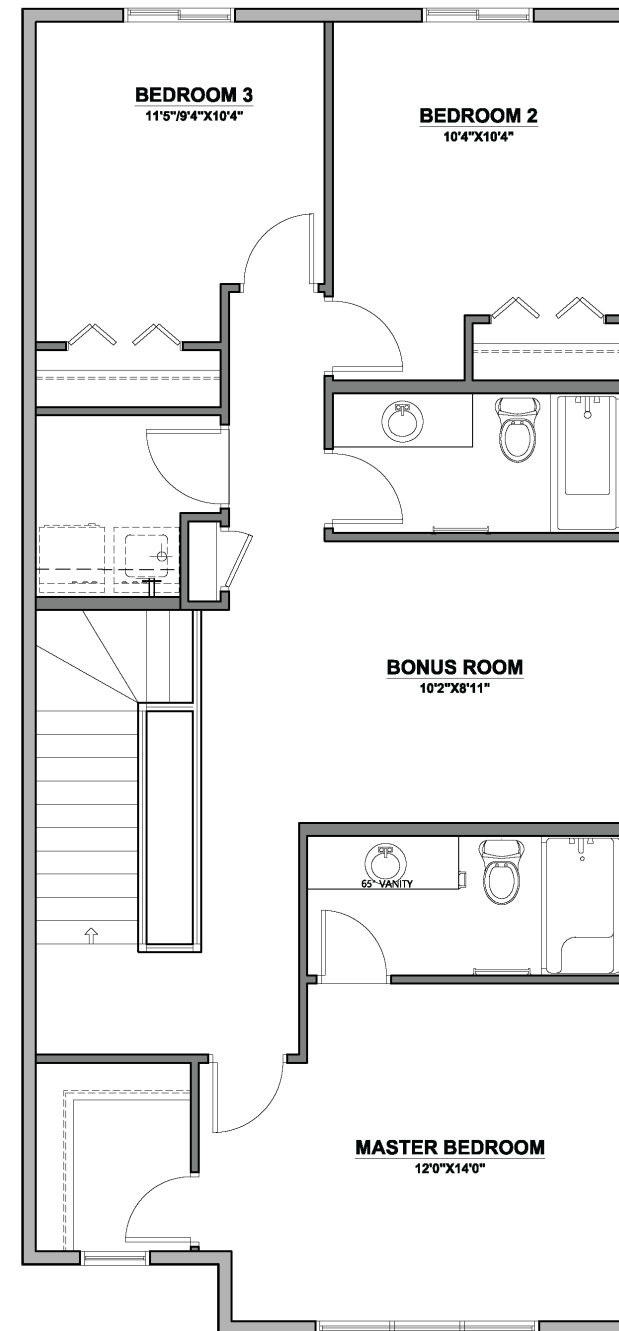 BEDROOM 3
11'5"/9'4"X10'4"
BEDROOM 2
10'4"X10'4"
BONUS ROOM
10'2"X8'11"
65" VANITY
MASTER BEDROOM
12'0"X14'0"